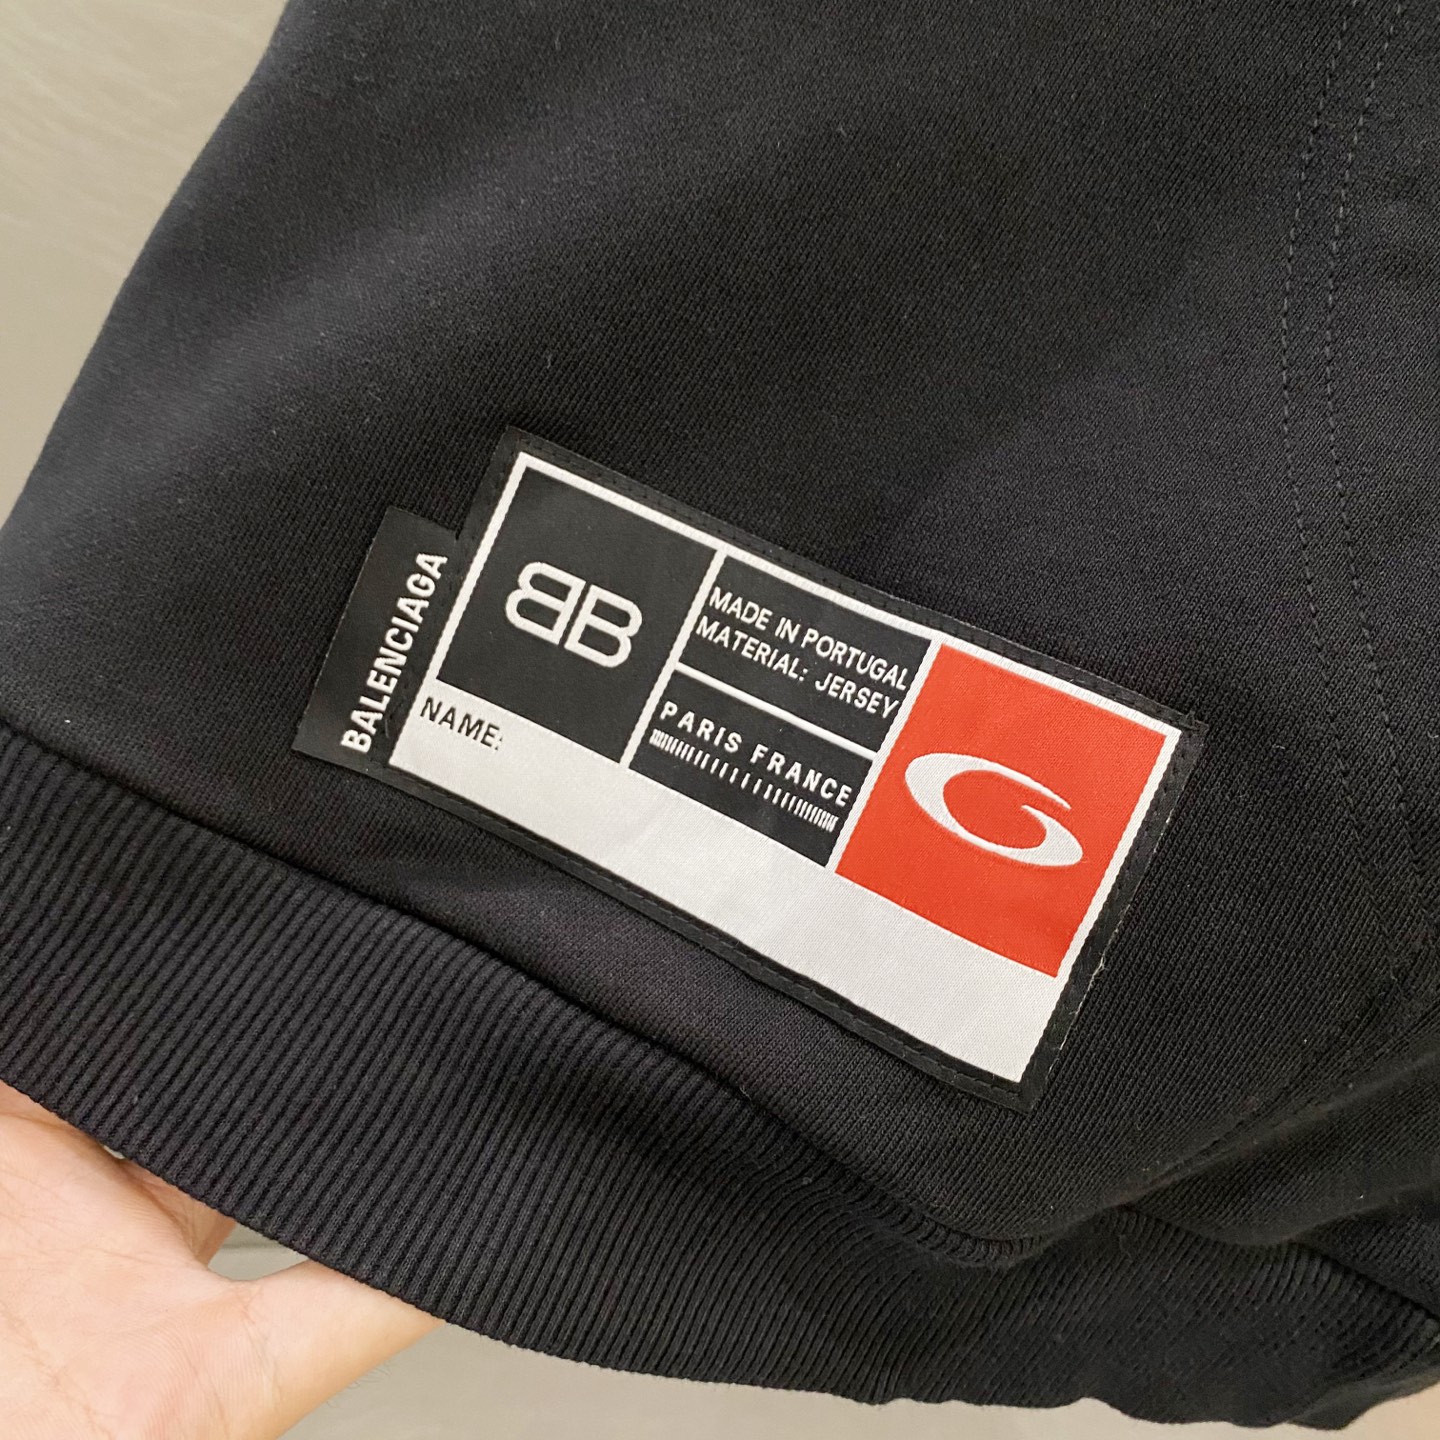 BALENCIAGA
BB
MADE IN PORTUGAL
MATERIAL: JERSEY
PARIS FRANCE
G
NAME: